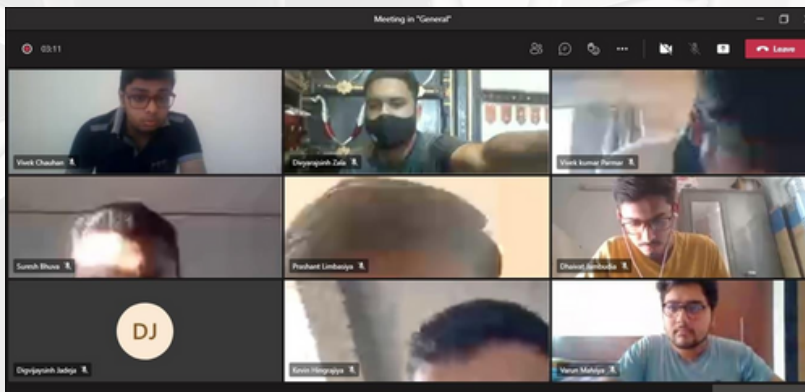 Meeting in "General"
03:11
Leave
Vivek Chauhan
Divyarajsinh Zala
Vivek kumar Parmar
Suresh Bhuva
Prashant Limbasiya
Dhaivat Jambudia
DJ
Digvijaysinh Jadeja
Kevin Hingrajiya
Varun Malviya